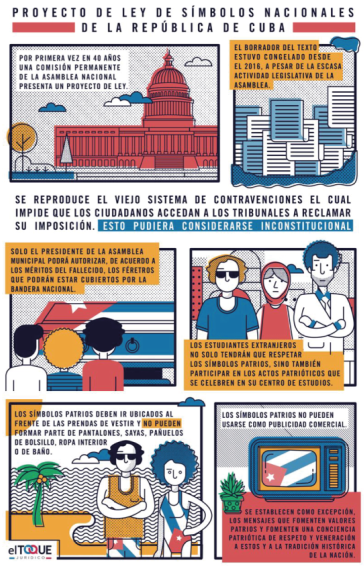 PROYECTO DE LEY DE SÍMBOLOS NACIONALES
DE LA REPÚBLICA DE CUBA
POR PRIMERA VEZ EN 40 AÑOS
UNA COMISIÓN PERMANENTE
DE LA ASAMBLEA NACIONAL
PRESENTA UN PROYECTO DE LEY.
EL BORRADOR DEL TEXTO
ESTUVO CONGELADO DESDE
EL 2016, A PESAR DE LA ESCASA
ACTIVIDAD LEGISLATIVA DE LA
ASAMBLEA.
SE REPRODUCE EL VIEJO SISTEMA DE CONTRAVENCIONES EL CUAL
IMPIDE QUE LOS CIUDADANOS ACCEDAN A LOS TRIBUNALES A RECLAMAR
SU IMPOSICIÓN. ESTO PUDIERA CONSIDERARSE INCONSTITUCIONAL
SOLO EL PRESIDENTE DE LA ASAMBLEA
MUNICIPAL PODRÁ AUTORIZAR, DE ACUERDO A
LOS MÉRITOS DEL FALLECIDO, LOS FÉRETROS
QUE PODRÁN ESTAR CUBIERTOS POR LA
BANDERA NACIONAL.
LOS ESTUDIANTES EXTRANJEROS
NO SOLO TENDRÁN QUE RESPETAR
LOS SÍMBOLOS PATRIOS, SINO TAMBIÉN
PARTICIPAR EN LOS ACTOS PATRIÓTICOS QUE
SE CELEBREN EN SU CENTRO DE ESTUDIOS.
LOS SÍMBOLOS PATRIOS DEBEN IR UBICADOS AL
FRENTE DE LAS PRENDAS DE VESTIR Y NO PUEDEN
FORMAR PARTE DE PANTALONES, SAYAS, PAÑUELOS
DE BOLSILLO, ROPA INTERIOR
O DE BAÑO.
LOS SÍMBOLOS PATRIOS NO PUEDEN
USARSE COMO PUBLICIDAD COMERCIAL.
SE ESTABLECEN COMO EXCEPCIÓN,
LOS MENSAJES QUE FOMENTEN VALORES
PATRIOS Y FOMENTEN UNA CONCIENCIA
PATRIÓTICA DE RESPETO Y VENERACIÓN
A ESTOS Y A LA TRADICIÓN HISTÓRICA
DE LA NACIÓN.
elTOQUE
JURÍDICO